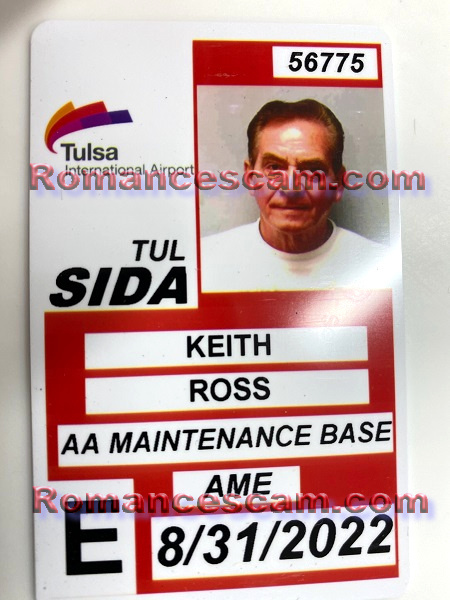 56775
Tulsa
International Airport
Romancescam.com
TUL
SIDA
KEITH
ROSS
AA MAINTENANCE BASE
AME
Romancescam.com
E
8/31/2022